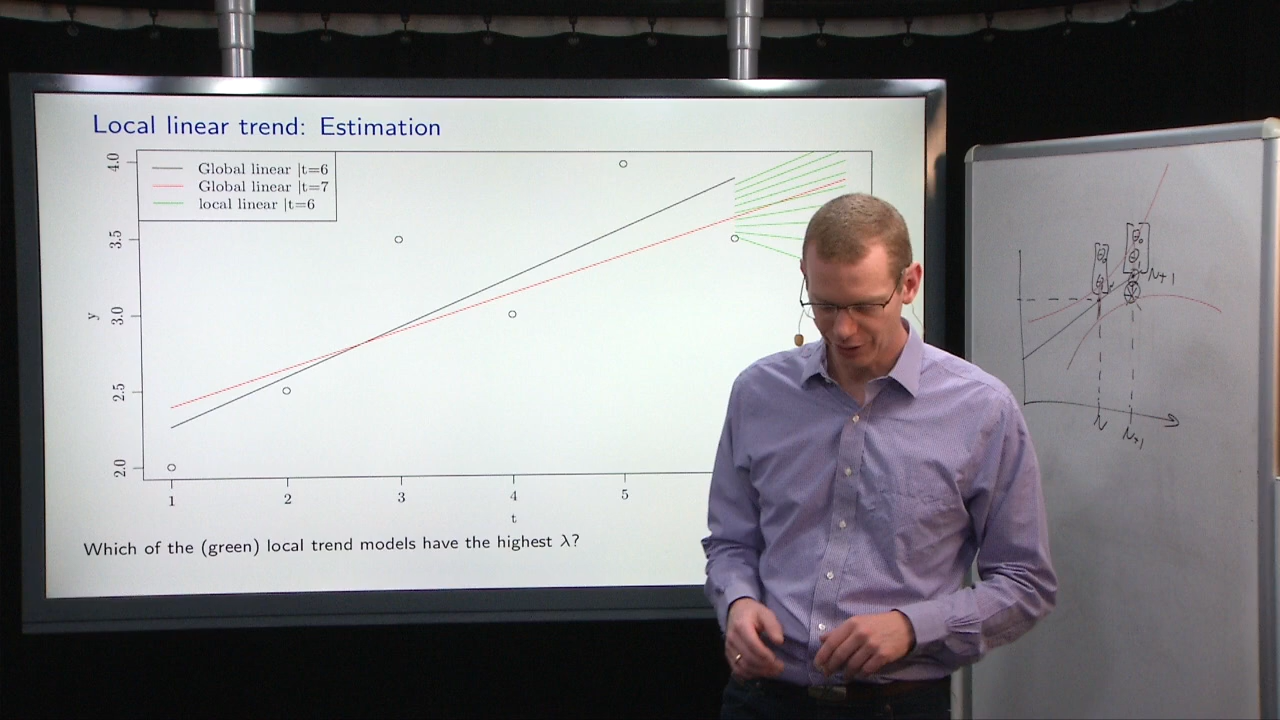 Local linear trend: Estimation
Global linear |t=6
Global linear |t=7
local linear |t=6
4.0
3.5
3.0
2.5
2.0
y
1 2 3 4 5
t
Which of the (green) local trend models have the highest λ?
N+1
N
N+1